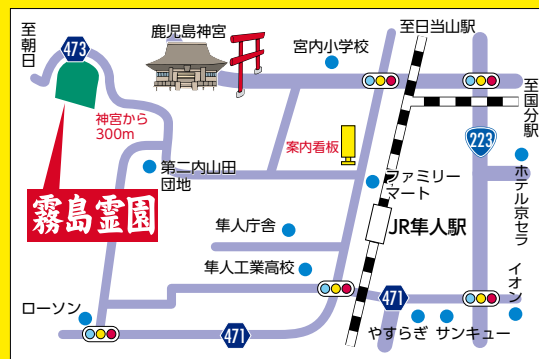 至朝日
473
鹿児島神宮
宮内小学校
至日当山駅
至国分駅
神宮から
300m
案内看板
223
第二内山田
団地
ファミリー
マート
ホテル京セラ
霧島霊園
隼人庁舎
JR隼人駅
隼人工業高校
イオン
ローソン
471
471
やすらぎ
サンキュー